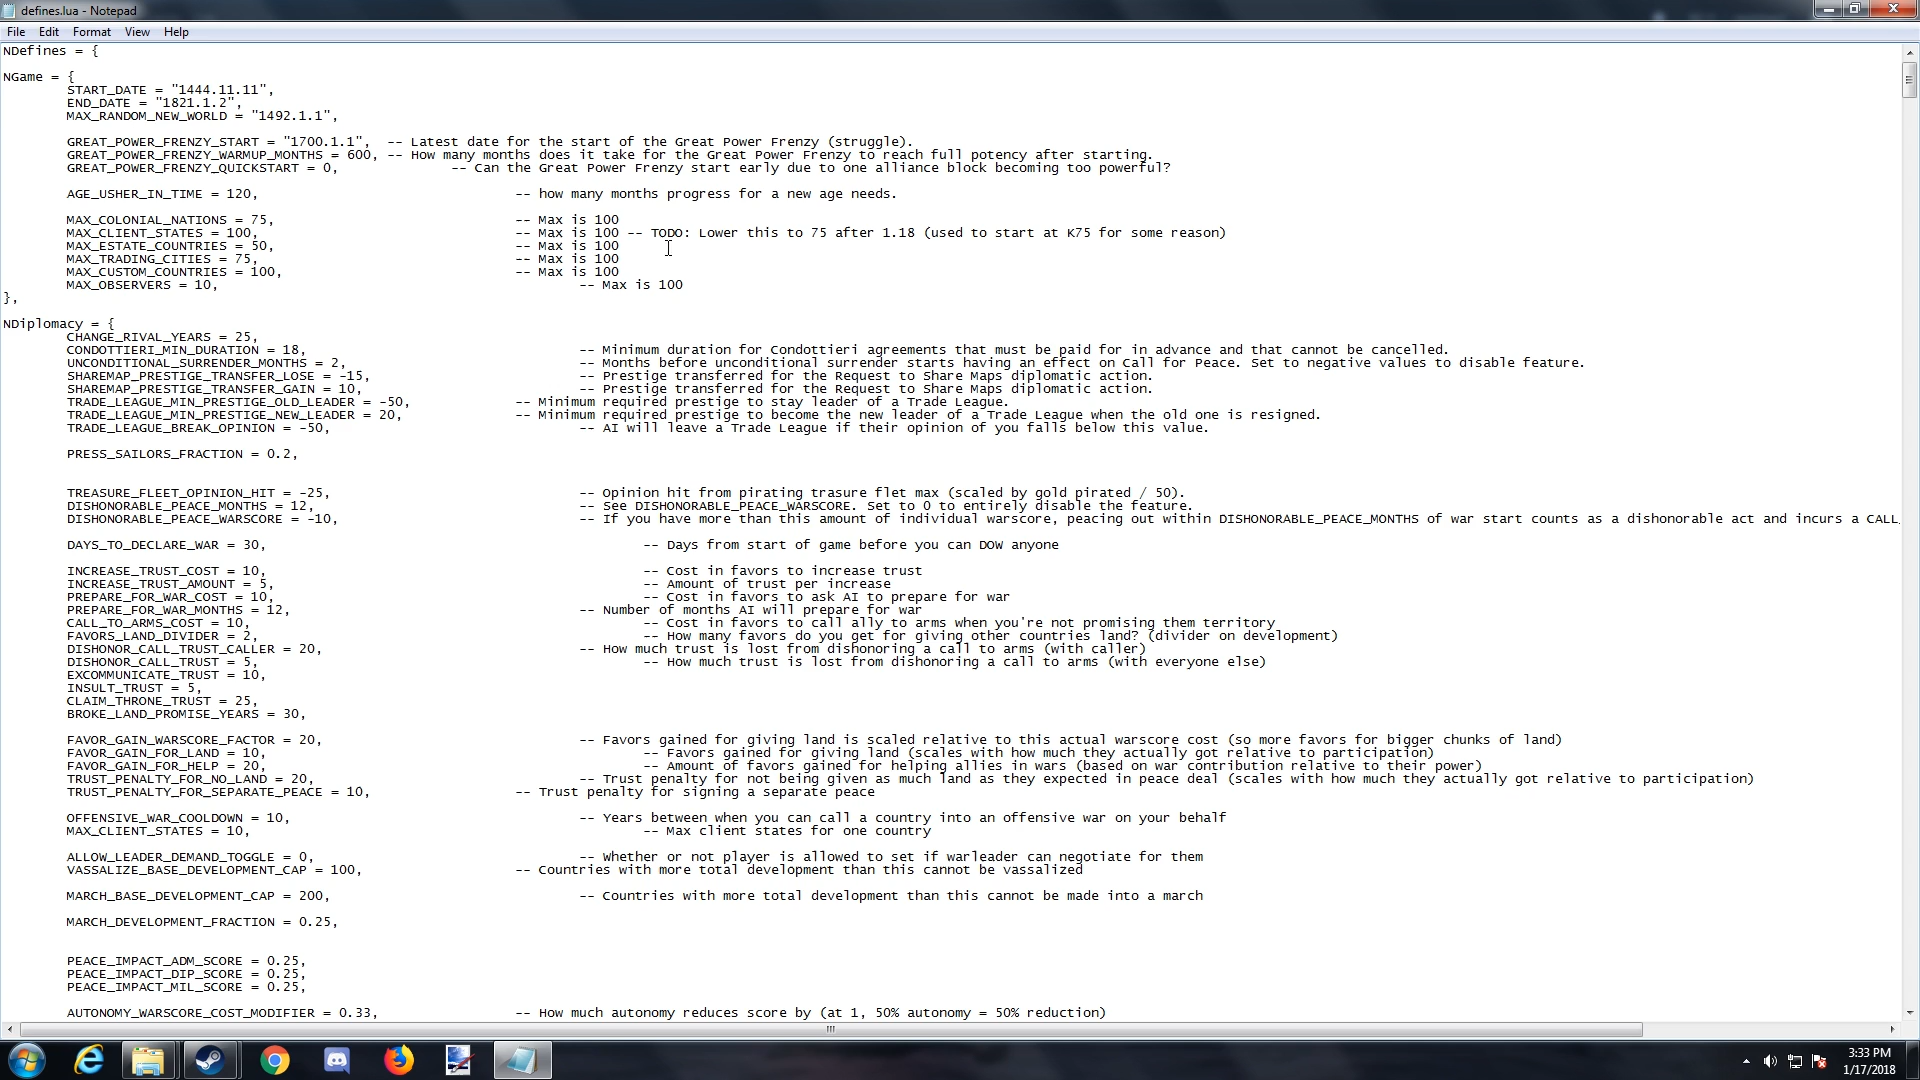 defines.lua - Notepad
File Edit Format View Help
NDefines = {
NGame = {
START_DATE = "1444.11.11",
END_DATE = "1821.1.2",
MAX_RANDOM_NEW_WORLD = "1492.1.1",
GREAT_POWER_FRENZY_START = "1700.1.1", -- Latest date for the start of the Great Power Frenzy (struggle).
GREAT_POWER_FRENZY_WARMUP_MONTHS = 600, -- How many months does it take for the Great Power Frenzy to reach full potency after starting.
GREAT_POWER_FRENZY_QUICKSTART = 0, -- Can the Great Power Frenzy start early due to one alliance block becoming too powerful?
AGE_USHER_IN_TIME = 120, -- how many months progress for a new age needs.
MAX_COLONIAL_NATIONS = 75, -- Max is 100
MAX_CLIENT_STATES = 100, -- Max is 100 -- TODO: Lower this to 75 after 1.18 (used to start at K75 for some reason)
MAX_ESTATE_COUNTRIES = 50, -- Max is 100
MAX_TRADING_CITIES = 75, -- Max is 100
MAX_CUSTOM_COUNTRIES = 100, -- Max is 100
MAX_OBSERVERS = 10, -- Max is 100
},
NDiplomacy = {
CHANGE_RIVAL_YEARS = 25,
CONDOTTIERI_MIN_DURATION = 18, -- Minimum duration for Condottieri agreements that must be paid for in advance and that cannot be cancelled.
UNCONDITIONAL_SURRENDER_MONTHS = 2, -- Months before unconditional surrender starts having an effect on Call for Peace. Set to negative values to disable feature.
SHAREMAP_PRESTIGE_TRANSFER_LOSE = -15, -- Prestige transferred for the Request to Share Maps diplomatic action.
SHAREMAP_PRESTIGE_TRANSFER_GAIN = 10, -- Prestige transferred for the Request to Share Maps diplomatic action.
TRADE_LEAGUE_MIN_PRESTIGE_OLD_LEADER = -50, -- Minimum required prestige to stay leader of a Trade League.
TRADE_LEAGUE_MIN_PRESTIGE_NEW_LEADER = 20, -- Minimum required prestige to become the new leader of a Trade League when the old one is resigned.
TRADE_LEAGUE_BREAK_OPINION = -50, -- AI will leave a Trade League if their opinion of you falls below this value.
PRESS_SAILORS_FRACTION = 0.2,
TREASURE_FLEET_OPINION_HIT = -25, -- Opinion hit from pirating trasure flet max (scaled by gold pirated / 50).
DISHONORABLE_PEACE_MONTHS = 12, -- See DISHONORABLE_PEACE_WARSCORE. Set to 0 to entirely disable the feature.
DISHONORABLE_PEACE_WARSCORE = -10, -- If you have more than this amount of individual warscore, peacing out within DISHONORABLE_PEACE_MONTHS of war start counts as a dishonorable act and incurs a CALL_
DAYS_TO_DECLARE_WAR = 30, -- Days from start of game before you can DOW anyone
INCREASE_TRUST_COST = 10, -- Cost in favors to increase trust
INCREASE_TRUST_AMOUNT = 5, -- Amount of trust per increase
PREPARE_FOR_WAR_COST = 10, -- Cost in favors to ask AI to prepare for war
PREPARE_FOR_WAR_MONTHS = 12, -- Number of months AI will prepare for war
CALL_TO_ARMS_COST = 10, -- Cost in favors to call ally to arms when you're not promising them territory
FAVORS_LAND_DIVIDER = 2, -- How many favors do you get for giving other countries land? (divider on development)
DISHONOR_CALL_TRUST_CALLER = 20, -- How much trust is lost from dishonoring a call to arms (with caller)
DISHONOR_CALL_TRUST = 5, -- How much trust is lost from dishonoring a call to arms (with everyone else)
EXCOMMUNICATE_TRUST = 10,
INSULT_TRUST = 5,
CLAIM_THRONE_TRUST = 25,
BROKE_LAND_PROMISE_YEARS = 30,
FAVOR_GAIN_WARSCORE_FACTOR = 20, -- Favors gained for giving land is scaled relative to this actual warscore cost (so more favors for bigger chunks of land)
FAVOR_GAIN_FOR_LAND = 10, -- Favors gained for giving land (scales with how much they actually got relative to participation)
FAVOR_GAIN_FOR_HELP = 20, -- Amount of favors gained for helping allies in wars (based on war contribution relative to their power)
TRUST_PENALTY_FOR_NO_LAND = 20, -- Trust penalty for not being given as much land as they expected in peace deal (scales with how much they actually got relative to participation)
TRUST_PENALTY_FOR_SEPARATE_PEACE = 10, -- Trust penalty for signing a separate peace
OFFENSIVE_WAR_COOLDOWN = 10, -- Years between when you can call a country into an offensive war on your behalf
MAX_CLIENT_STATES = 10, -- Max client states for one country
ALLOW_LEADER_DEMAND_TOGGLE = 0, -- Whether or not player is allowed to set if warleader can negotiate for them
VASSALIZE_BASE_DEVELOPMENT_CAP = 100, -- Countries with more total development than this cannot be vassalized
MARCH_BASE_DEVELOPMENT_CAP = 200, -- Countries with more total development than this cannot be made into a march
MARCH_DEVELOPMENT_FRACTION = 0.25,
PEACE_IMPACT_ADM_SCORE = 0.25,
PEACE_IMPACT_DIP_SCORE = 0.25,
PEACE_IMPACT_MIL_SCORE = 0.25,
AUTONOMY_WARSCORE_COST_MODIFIER = 0.33, -- How much autonomy reduces score by (at 1, 50% autonomy = 50% reduction)
3:33 PM
1/17/2018